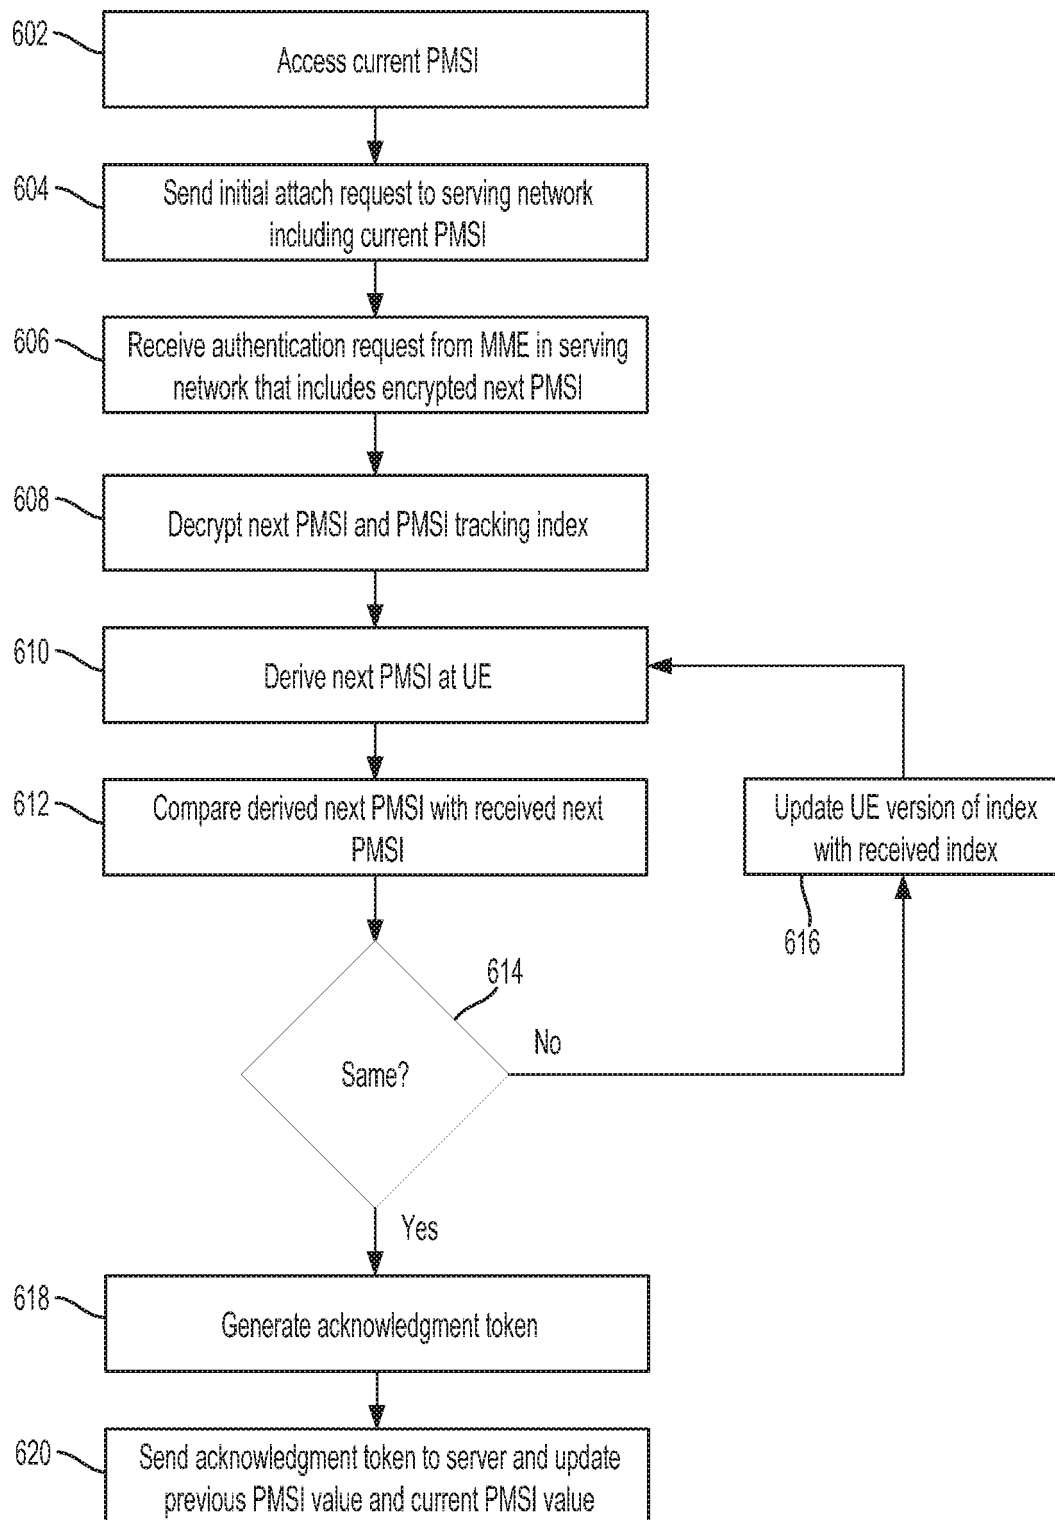 602
Access current PMSI
604
Send initial attach request to serving network
including current PMSI
606
Receive authentication request from MME in serving
network that includes encrypted next PMSI
608
Decrypt next PMSI and PMSI tracking index
610
Derive next PMSI at UE
612
Compare derived next PMSI with received next
PMSI
Update UE version of index
with received index
616
614
Same?
No
Yes
618
Generate acknowledgment token
620
Send acknowledgment token to server and update
previous PMSI value and current PMSI value